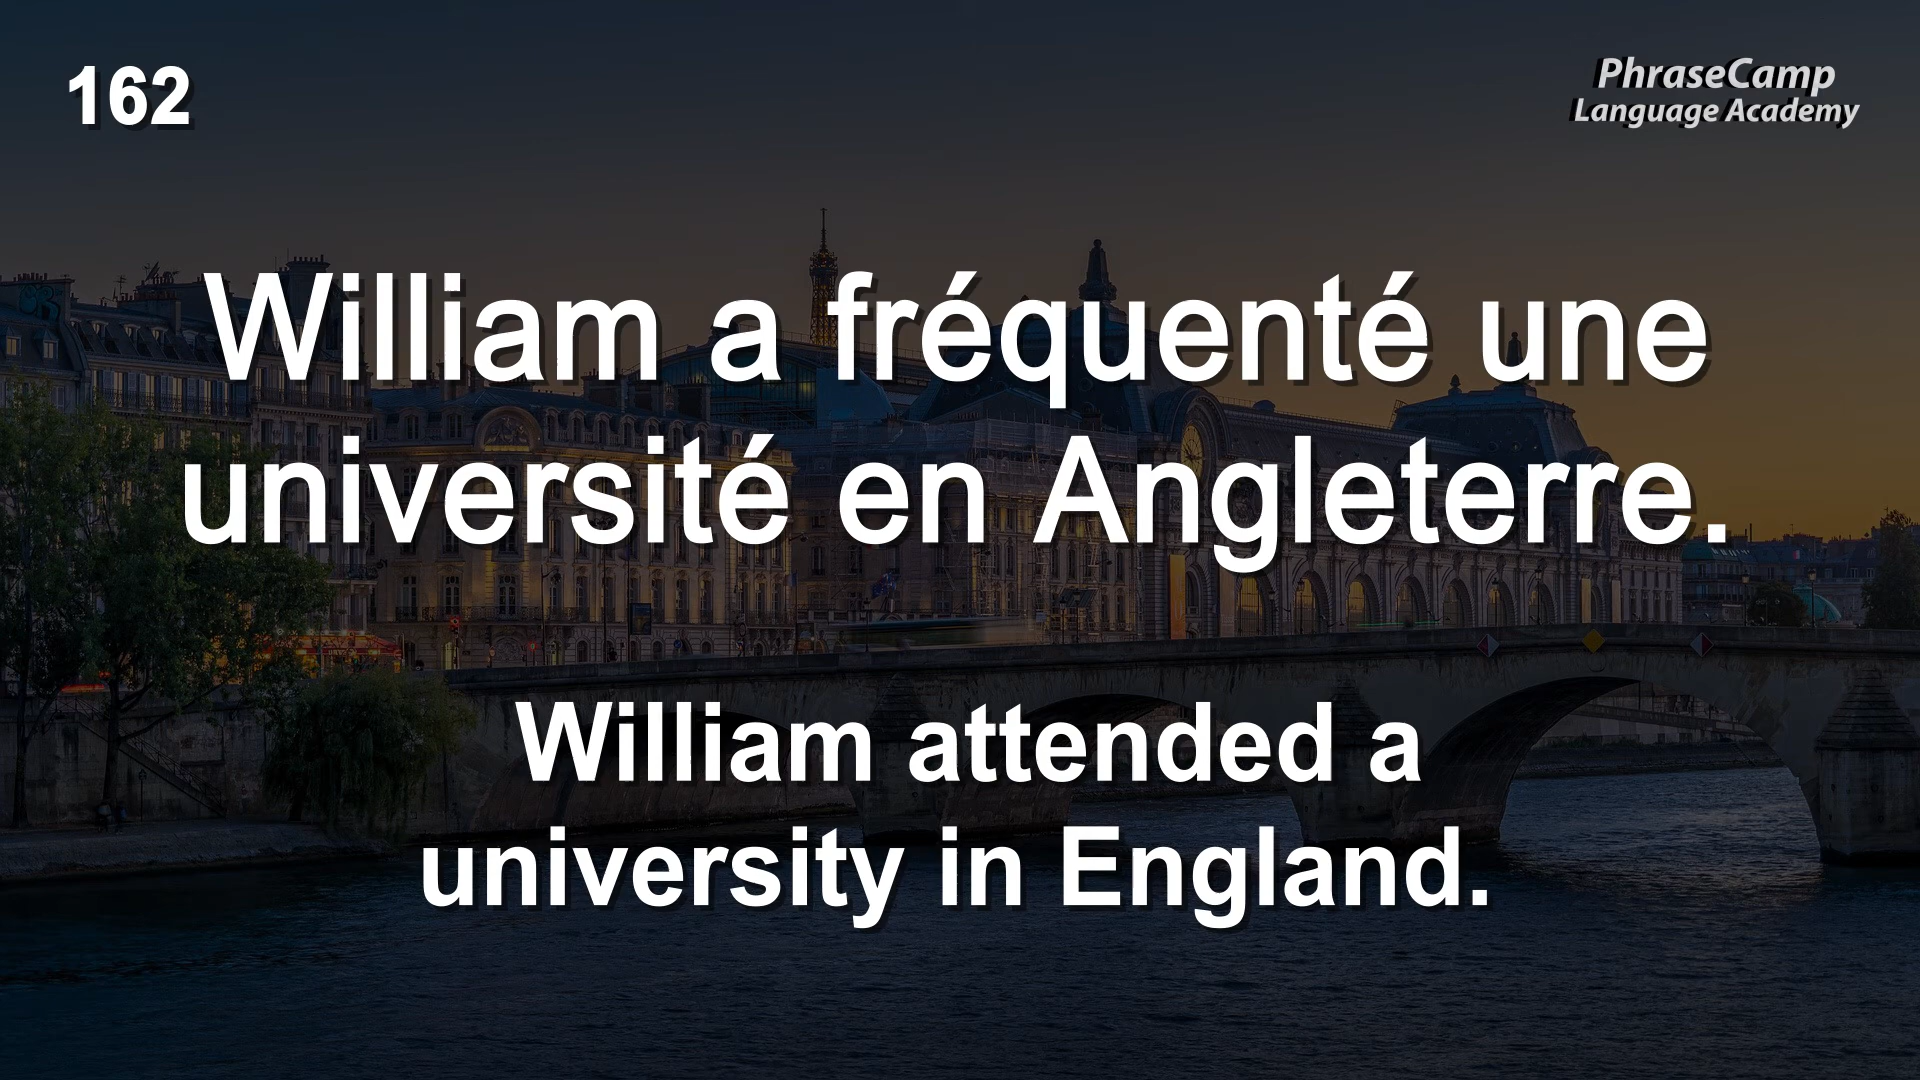 162
PhraseCamp
Language Academy
William a fréquenté une
université en Angleterre.
William attended a
university in England.